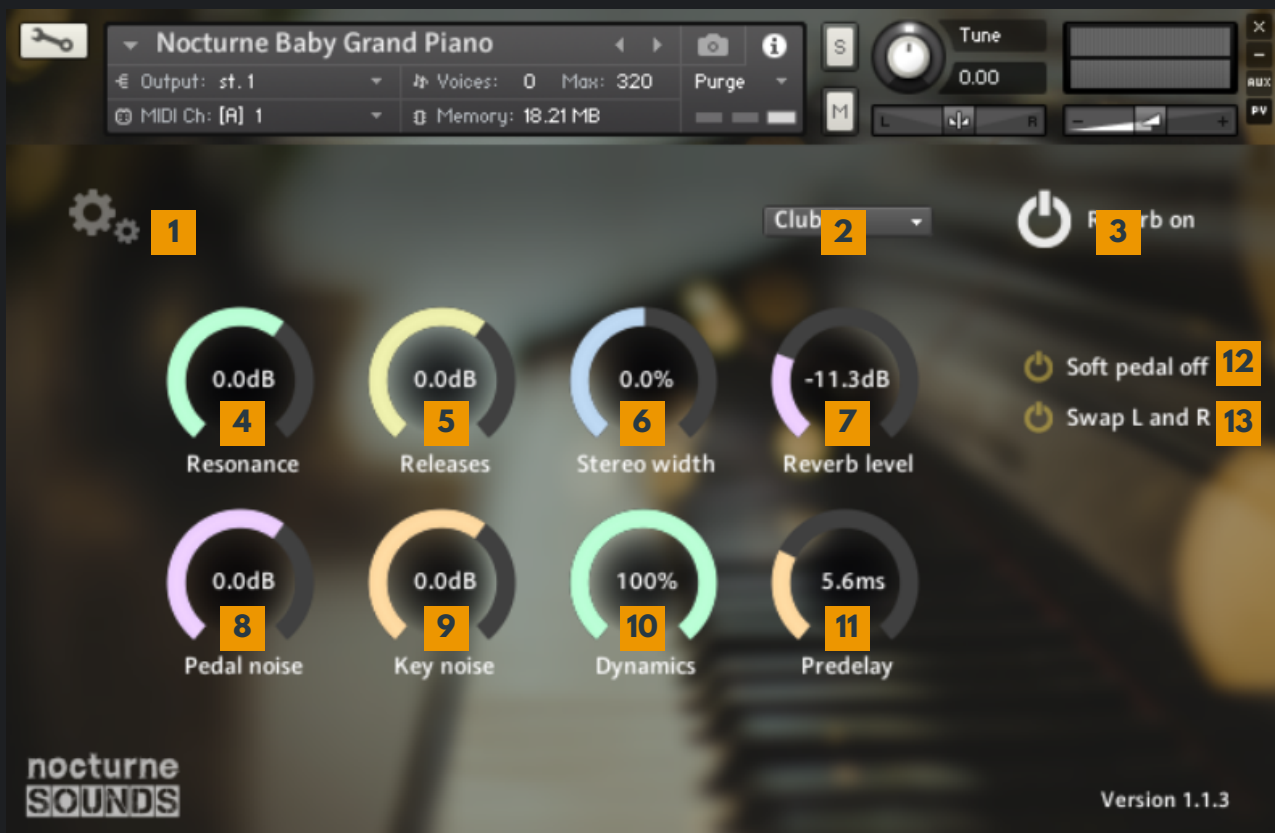 Nocturne Baby Grand Piano
Output: st.1
Voices: 0 Max: 320
Purge
MIDI Ch: [A] 1
Memory: 18.21 MB
S
M
Tune
0.00
L
R
AUX
PV
1
Club
2
3
rb on
0.0dB
4
Resonance
0.0dB
5
Releases
0.0%
6
Stereo width
-11.3dB
7
Reverb level
Soft pedal off 12
Swap L and R 13
0.0dB
8
Pedal noise
0.0dB
9
Key noise
100%
10
Dynamics
5.6ms
11
Predelay
nocturne
SOUNDS
Version 1.1.3